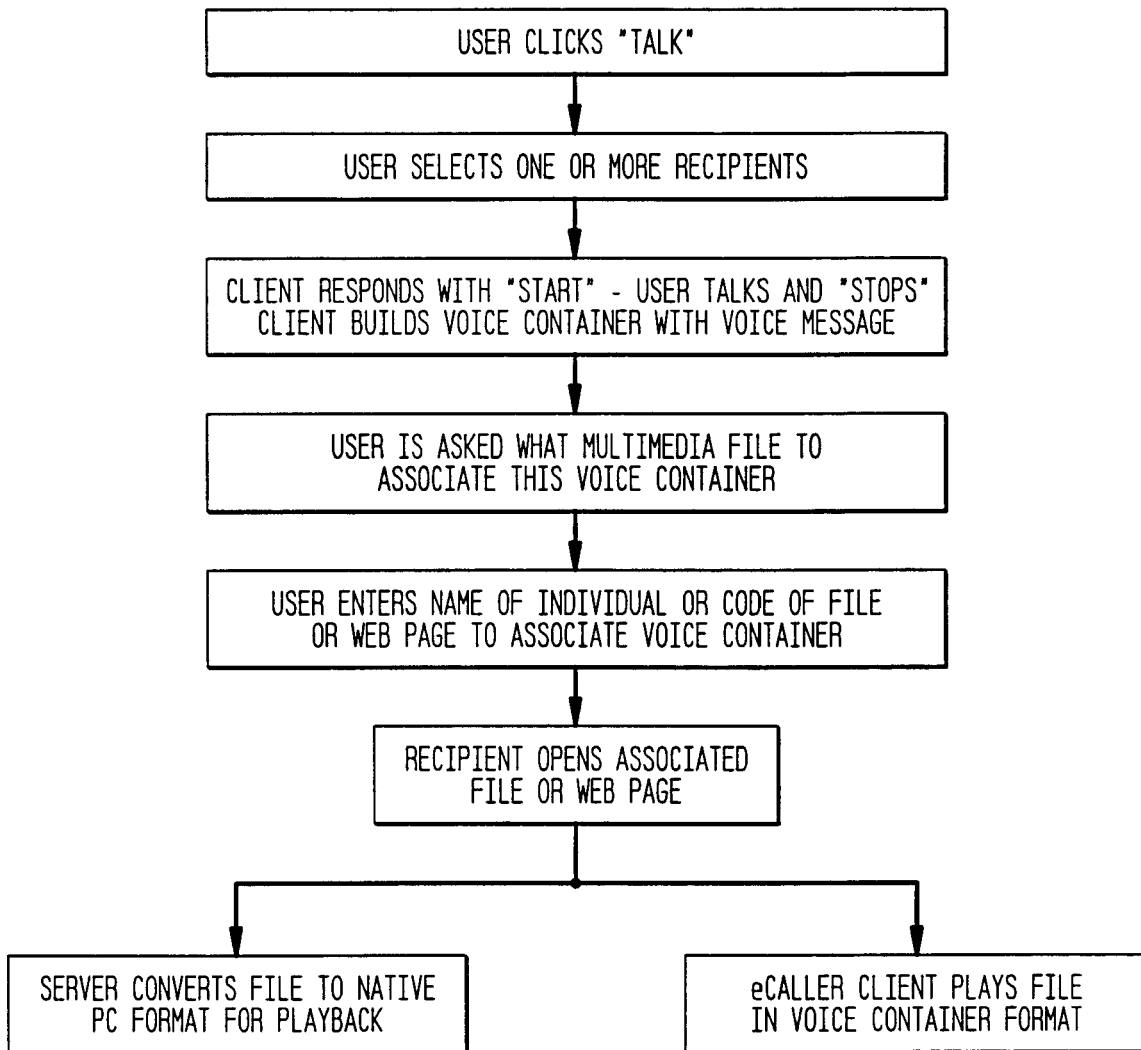 USER CLICKS "TALK"
USER SELECTS ONE OR MORE RECIPIENTS
CLIENT RESPONDS WITH "START" - USER TALKS AND "STOPS"
CLIENT BUILDS VOICE CONTAINER WITH VOICE MESSAGE
USER IS ASKED WHAT MULTIMEDIA FILE TO
ASSOCIATE THIS VOICE CONTAINER
USER ENTERS NAME OF INDIVIDUAL OR CODE OF FILE
OR WEB PAGE TO ASSOCIATE VOICE CONTAINER
RECIPIENT OPENS ASSOCIATED
FILE OR WEB PAGE
SERVER CONVERTS FILE TO NATIVE
PC FORMAT FOR PLAYBACK
eCALLER CLIENT PLAYS FILE
IN VOICE CONTAINER FORMAT